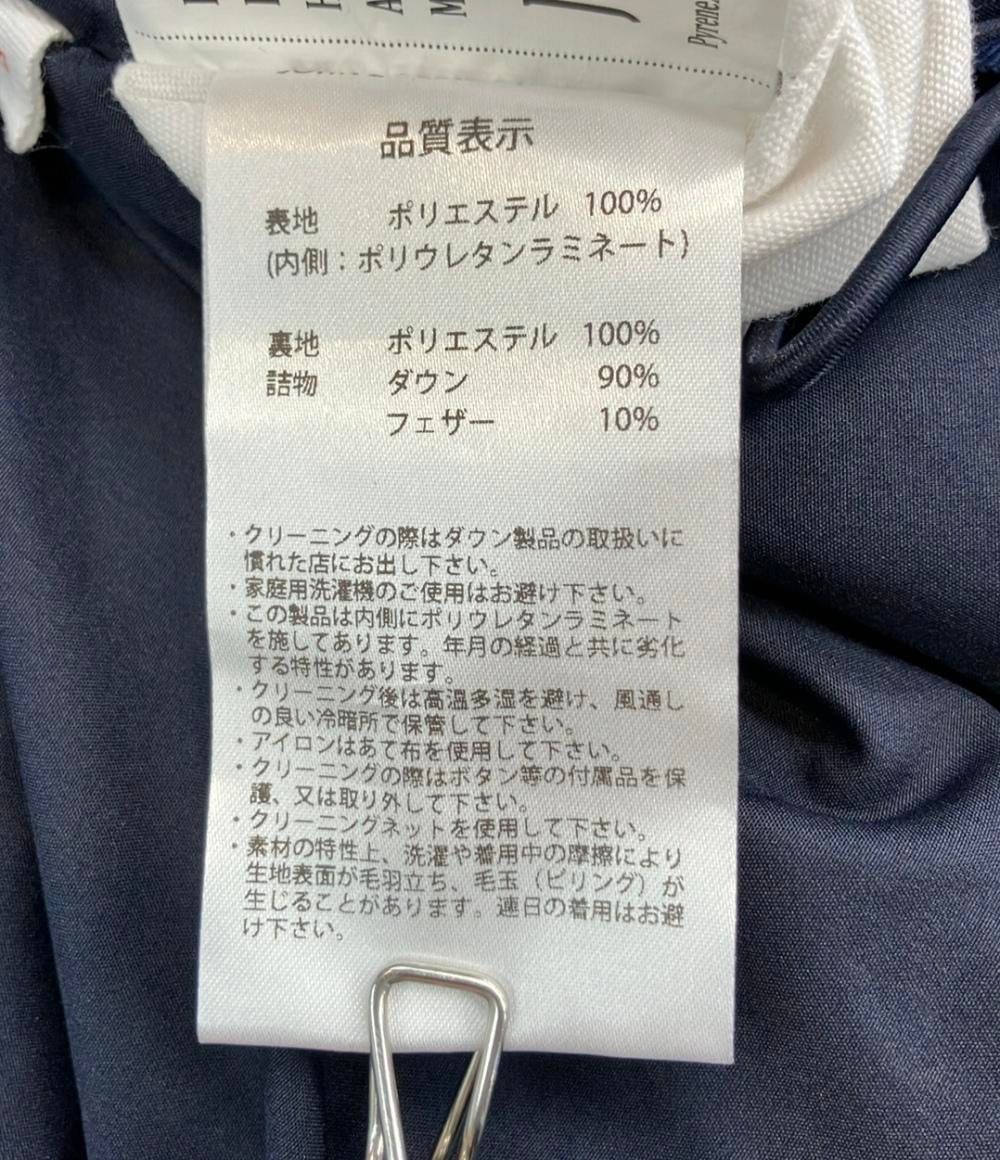 Pyrene
品質表示
表地 ポリエステル 100%
(内側：ポリウレタンラミネート)
裏地 ポリエステル 100%
詰物 ダウン 90%
フェザー 10%
・クリーニングの際はダウン製品の取扱いに
慣れた店にお出し下さい。
・家庭用洗濯機のご使用はお避け下さい。
・この製品は内側にポリウレタンラミネート
を施してあります。年月の経過と共に劣化
する特性があります。
・クリーニング後は高温多湿を避け、風通し
の良い冷暗所で保管して下さい。
・アイロンはあて布を使用して下さい。
・クリーニングの際はボタン等の付属品を保
護、又は取り外して下さい。
・クリーニングネットを使用して下さい。
・素材の特性上、洗濯や着用中の摩擦により
生地表面が毛羽立ち、毛玉（ピリング）が
生じることがあります。連日の着用はお避
け下さい。